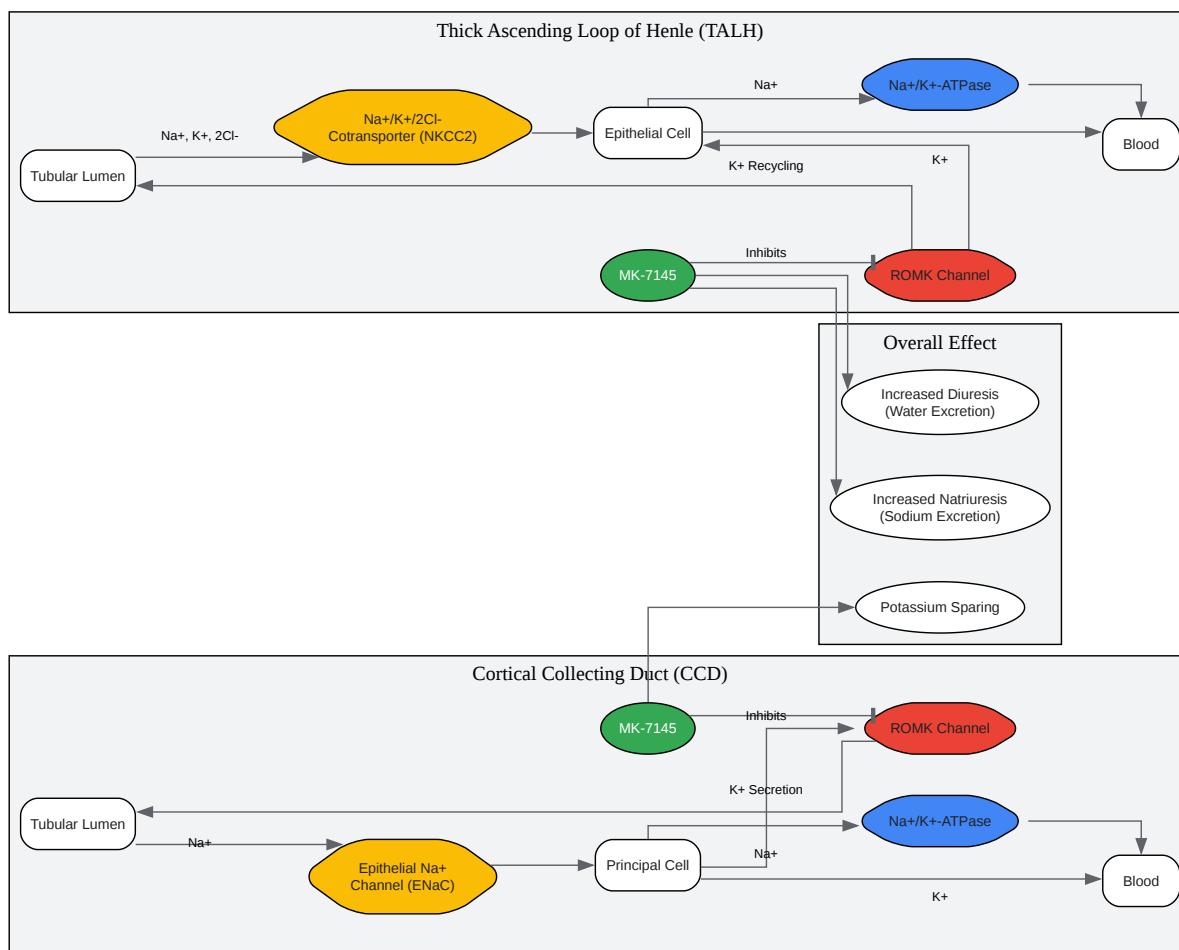 Thick Ascending Loop of Henle (TALH)
Na+/K+-ATPase
Na+
Na+/K+/2Cl-
Cotransporter (NKCC2)
Epithelial Cell
Na+, K+, 2Cl-
Blood
Tubular Lumen
K+ Recycling
K+
Inhibits
MK-7145
ROMK Channel
Overall Effect
Increased Diuresis
(Water Excretion)
Increased Natriuresis
(Sodium Excretion)
Potassium Sparing
Cortical Collecting Duct (CCD)
MK-7145
Inhibits
ROMK Channel
K+ Secretion
Tubular Lumen
Na+/K+-ATPase
Na+
Na+
Epithelial Na+
Channel (ENaC)
Principal Cell
Blood
K+